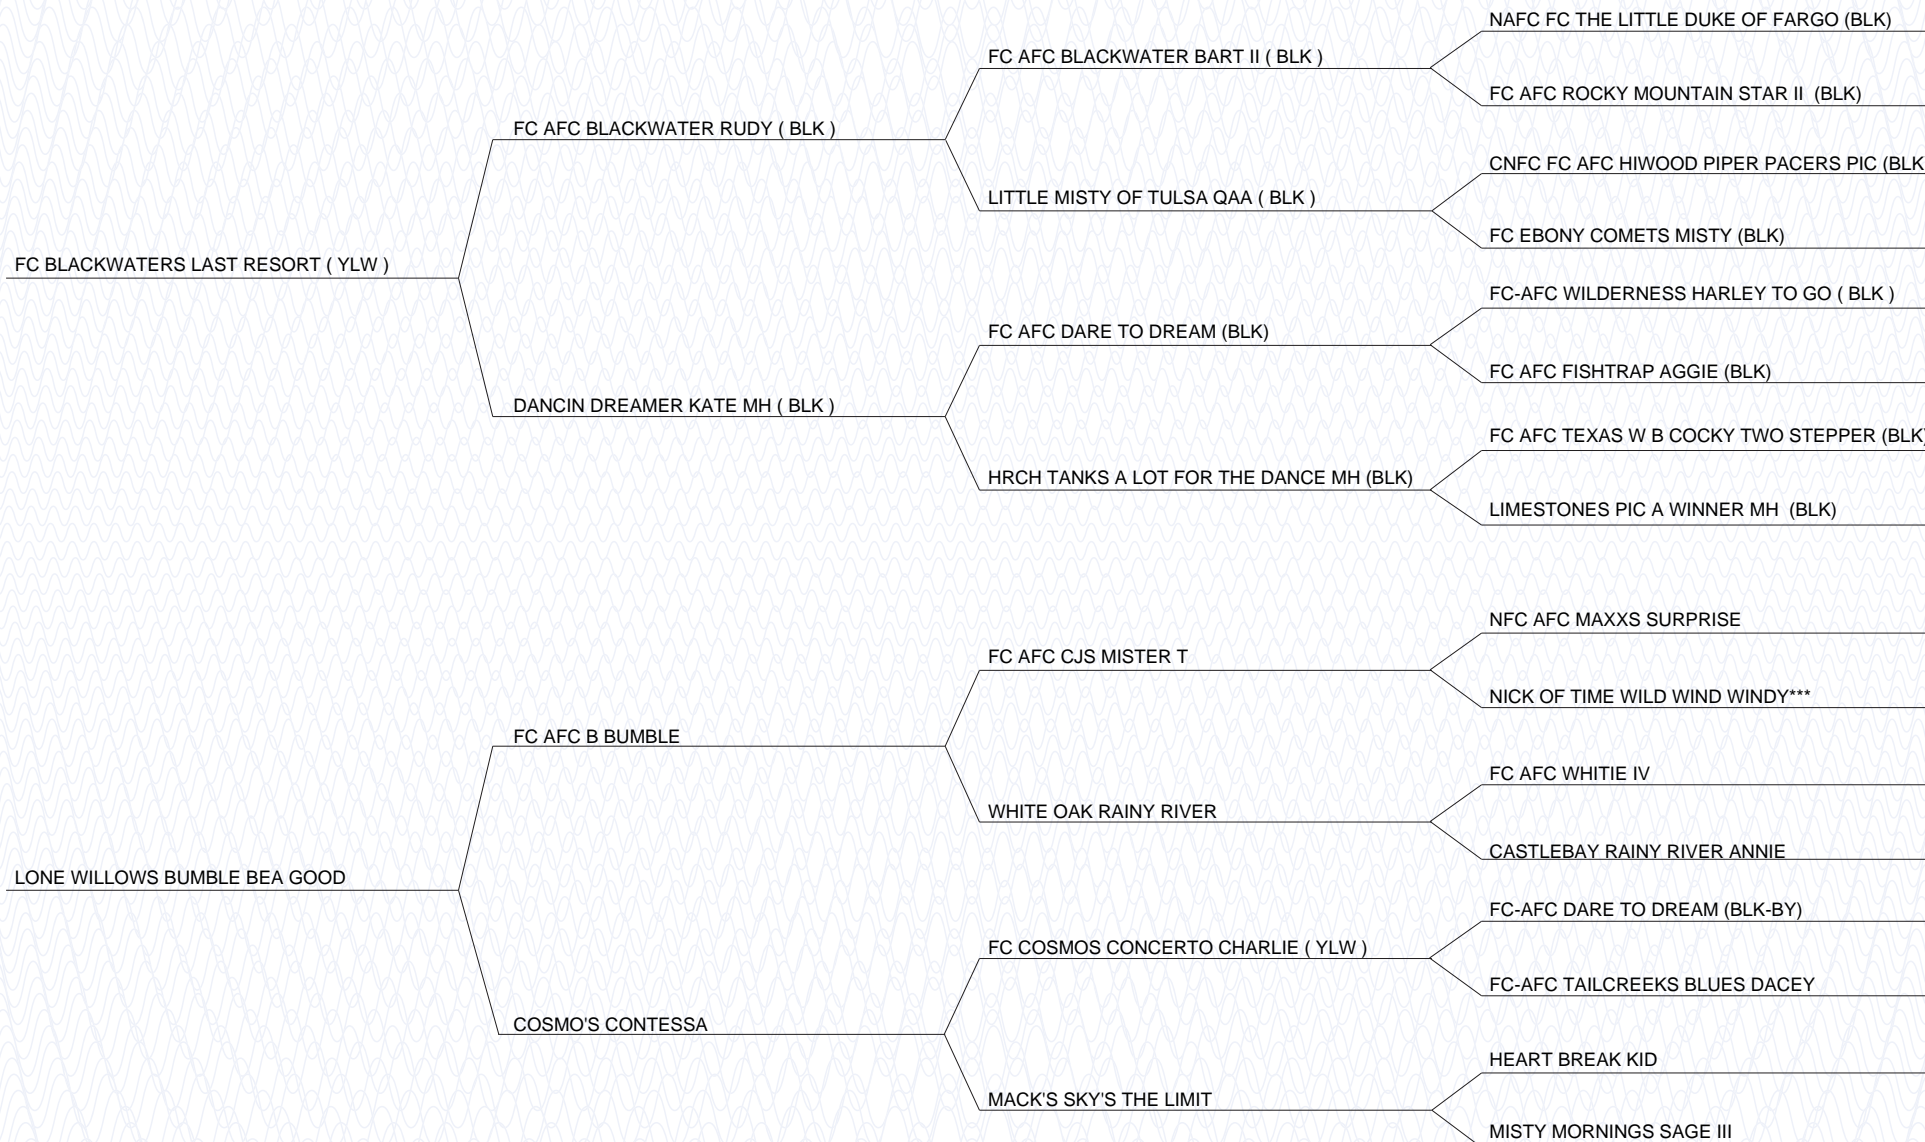 NAFC FC THE LITTLE DUKE OF FARGO (BLK)
FC AFC BLACKWATER BART II ( BLK )
FC AFC ROCKY MOUNTAIN STAR II (BLK)
FC AFC BLACKWATER RUDY ( BLK )
CNFC FC AFC HIWOOD PIPER PACERS PIC (BLK
LITTLE MISTY OF TULSA QAA ( BLK )
FC EBONY COMETS MISTY (BLK)
FC BLACKWATERS LAST RESORT ( YLW )
FC-AFC WILDERNESS HARLEY TO GO ( BLK )
FC AFC DARE TO DREAM (BLK)
FC AFC FISHTRAP AGGIE (BLK)
DANCIN DREAMER KATE MH ( BLK )
FC AFC TEXAS W B COCKY TWO STEPPER (BLK)
HRCH TANKS A LOT FOR THE DANCE MH (BLK)
LIMESTONES PIC A WINNER MH (BLK)
NFC AFC MAXXS SURPRISE
FC AFC CJS MISTER T
NICK OF TIME WILD WIND WINDY***
FC AFC B BUMBLE
FC AFC WHITIE IV
WHITE OAK RAINY RIVER
CASTLEBAY RAINY RIVER ANNIE
LONE WILLOWS BUMBLE BEA GOOD
FC-AFC DARE TO DREAM (BLK-BY)
FC COSMOS CONCERTO CHARLIE ( YLW )
FC-AFC TAILCREEKS BLUES DACEY
COSMO'S CONTESSA
HEART BREAK KID
MACK'S SKY'S THE LIMIT
MISTY MORNINGS SAGE III